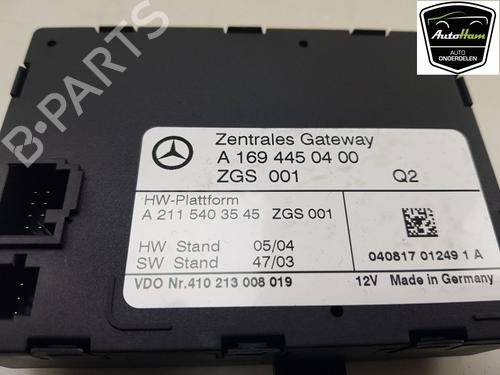 AutoHam
AUTO
ONDERDELEN
B-PARTS
Zentrales Gateway
A 169 445 04 00
ZGS 001 Q2
HW-Plattform
A 211 540 35 45 ZGS 001
HW Stand 05/04
SW Stand 47/03
040817 01249 1 A
VDO Nr.410 213 008 019 12V Made in Germany